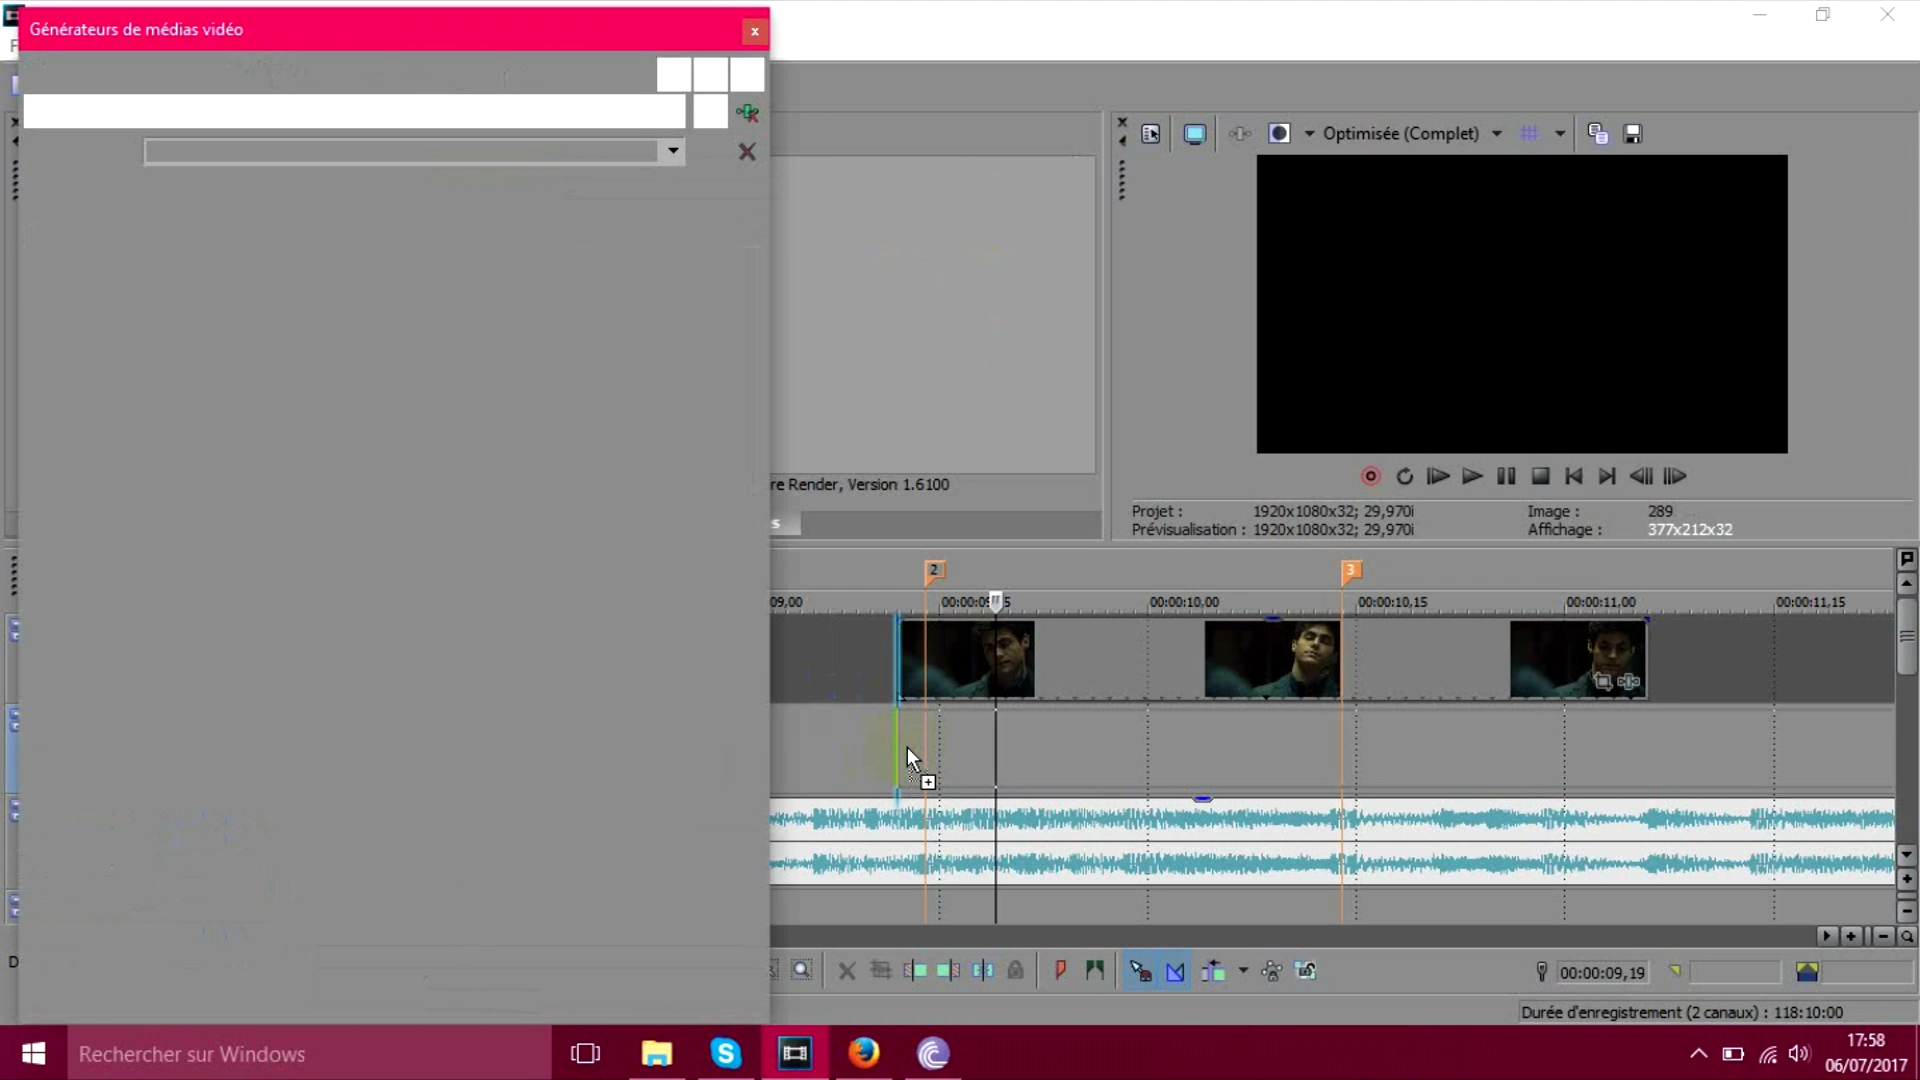 Générateurs de médias vidéo
x
F
Optimisée (Complet)
re Render, Version 1.6100
s
Projet :
1920x1080x32; 29,970i
Image :
289
Prévisualisation :
1920x1080x32; 29,970i
Affichage :
377x212x32
2
3
09,00
00:00:10,00
00:00:10,15
00:00:11,00
00:00:11,15
D
00:00:09,19
Durée d'enregistrement (2 canaux) : 118:10:00
Rechercher sur Windows
17:58
06/07/2017